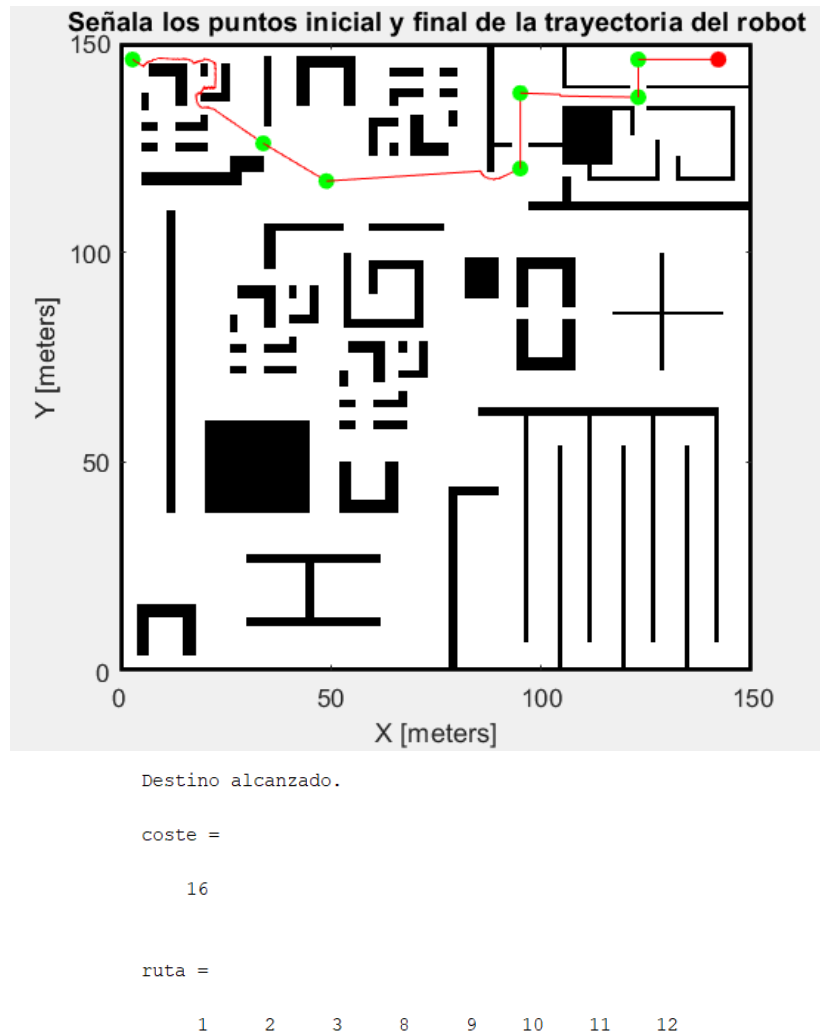 Señala los puntos inicial y final de la trayectoria del robot
150
100
50
0
Y [meters]
0 50 100 150
X [meters]
Destino alcanzado.
coste =
16
ruta =
1 2 3 8 9 10 11 12